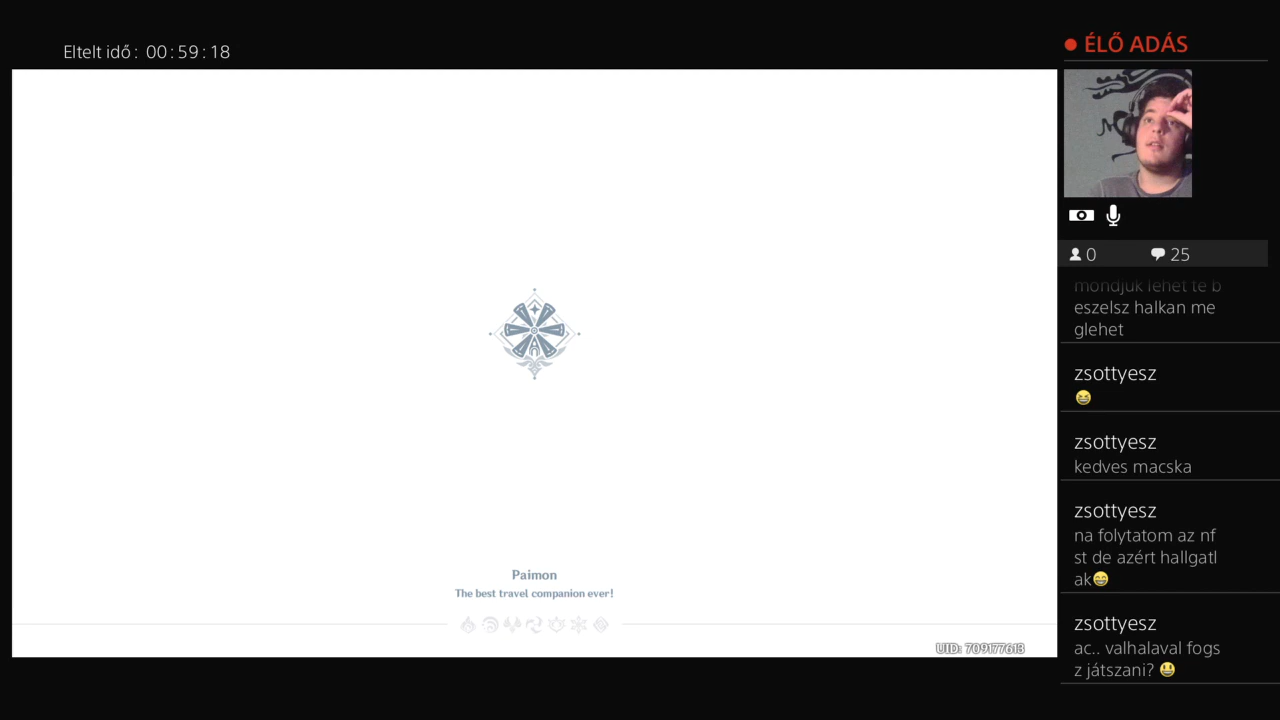 Eltelt idő : 00 : 59 : 18
ÉLŐ ADÁS
0 25
mondjuk lehet te b
eszelsz halkan me
glehet
zsottyesz
😆
zsottyesz
kedves macska
zsottyesz
na folytatom az nf
st de azért hallgatl
ak😁
zsottyesz
ac.. valhalaval fogs
z játszani? 😃
Paimon
The best travel companion ever!
UID: 709177613